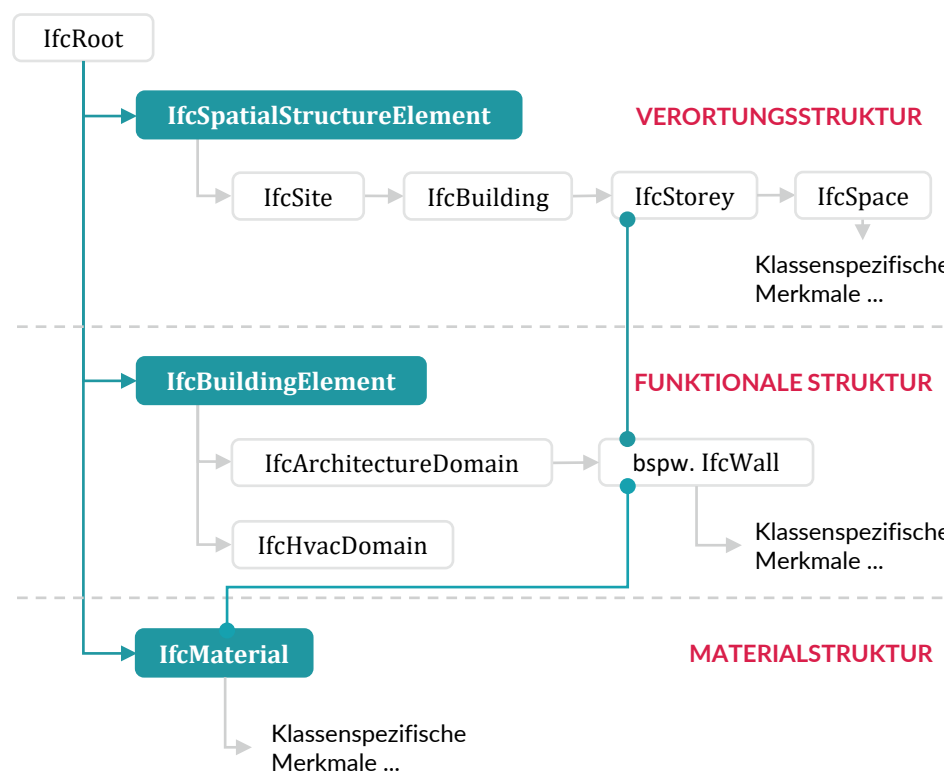 IfcRoot
IfcSpatialStructureElement
VERORTUNGSSTRUKTUR
IfcSite
IfcBuilding
IfcStorey
IfcSpace
Klassenspezifische
Merkmale ...
IfcBuildingElement
FUNKTIONALE STRUKTUR
IfcArchitectureDomain
bspw. IfcWall
IfcHvacDomain
Klassenspezifische
Merkmale ...
IfcMaterial
MATERIALSTRUKTUR
Klassenspezifische
Merkmale ...